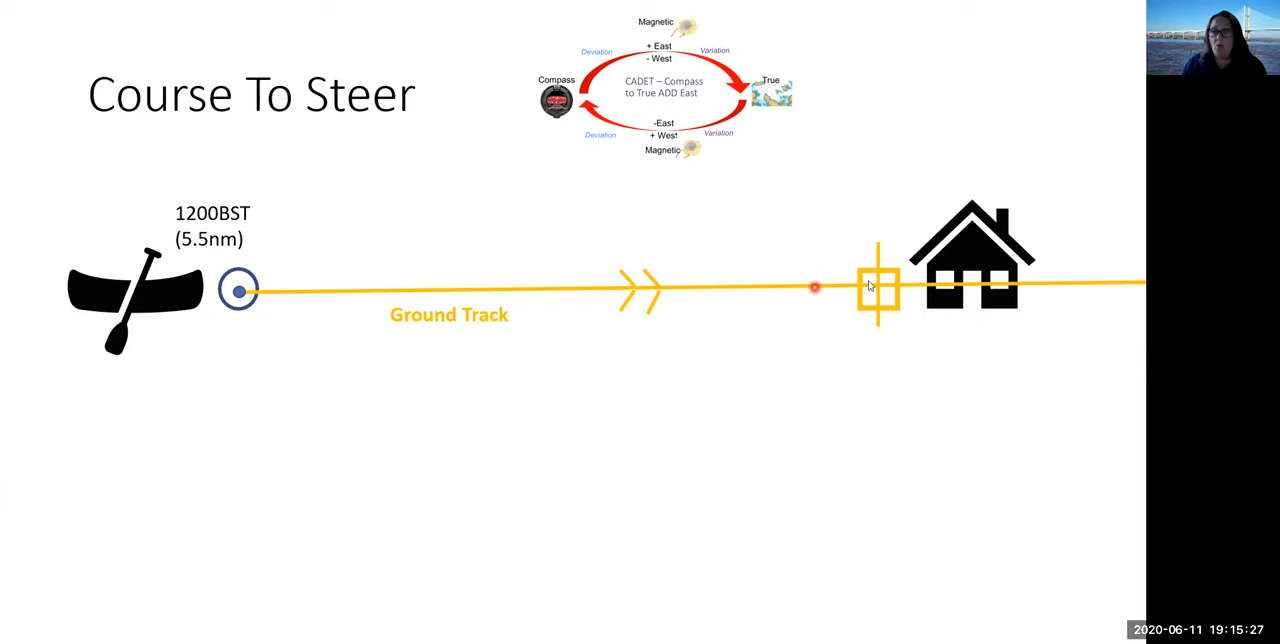 Course To Steer
Magnetic
+ East
- West
Deviation
Variation
Compass
CADET – Compass
to True ADD East
True
-East
+ West
Deviation
Variation
Magnetic
1200BST
(5.5nm)
Ground Track
2020-06-11 19:15:27